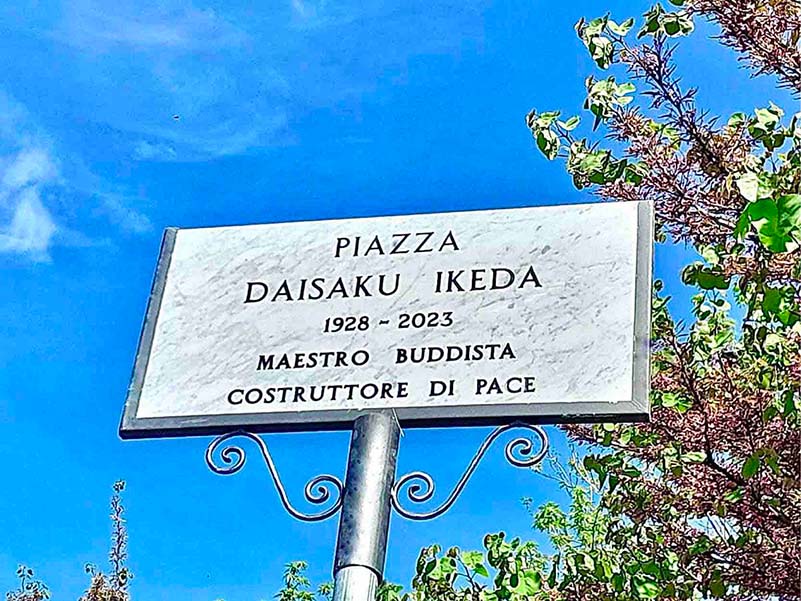 PIAZZA
DAISAKU IKEDA
1928 ~ 2023
MAESTRO BUDDISTA
COSTRUTTORE DI PACE